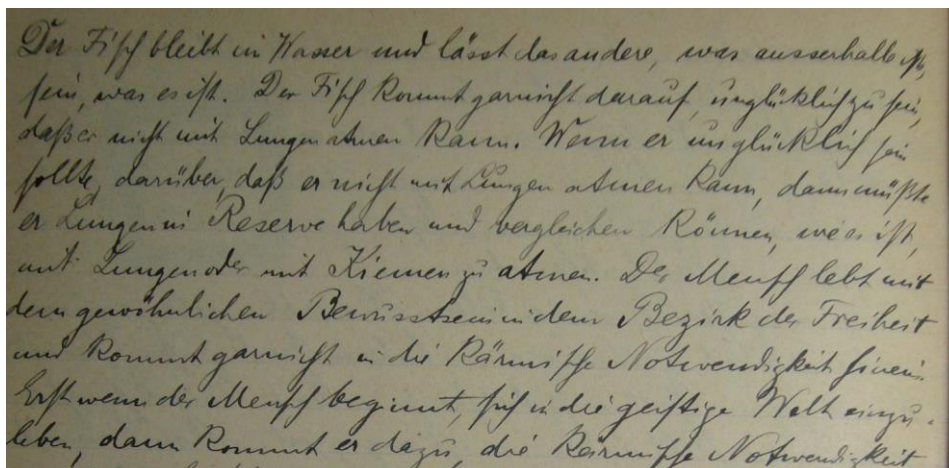 Der Fisch bleibt im Wasser und lässt das andere, was ausserhalb ist,
sein, was es ist. Der Fisch kommt garnicht darauf, unglücklich zu sein,
daß er nicht mit Lungen atmen kann. Wenn er unglücklich sein
sollte, darüber, daß er nicht mit Lungen atmen kann, dann müßte
er Lungen in Reserve haben und vergleichen können, wie es ist,
mit Lungen oder mit Kiemen zu atmen. Der Mensch lebt mit
dem gewöhnlichen Bewusstsein in dem Bezirk der Freiheit
und kommt garnicht in die karmische Notwendigkeit hinein.
Erst wenn der Mensch beginnt, sich in die geistige Welt einzu-
leben, dann kommt er dazu, die karmische Notwendigkeit